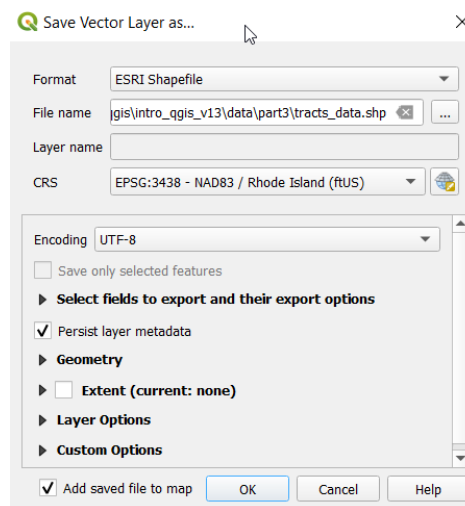 Save Vector Layer as...
Format ESRI Shapefile
File name ıgis\intro_qgis_v13\data\part3\tracts_data.shp ...
Layer name
CRS EPSG:3438 - NAD83 / Rhode Island (ftUS)
Encoding UTF-8
Save only selected features
Select fields to export and their export options
Persist layer metadata
Geometry
Extent (current: none)
Layer Options
Custom Options
Add saved file to map OK Cancel Help